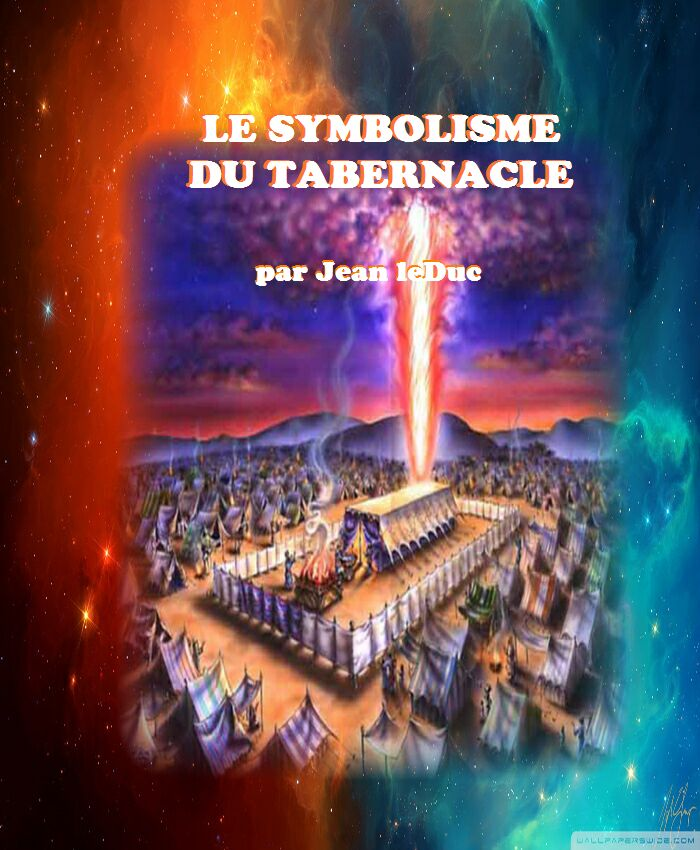 LE SYMBOLISME
DU TABERNACLE
par Jean leDuc
WALLPAPERSWIDE.COM